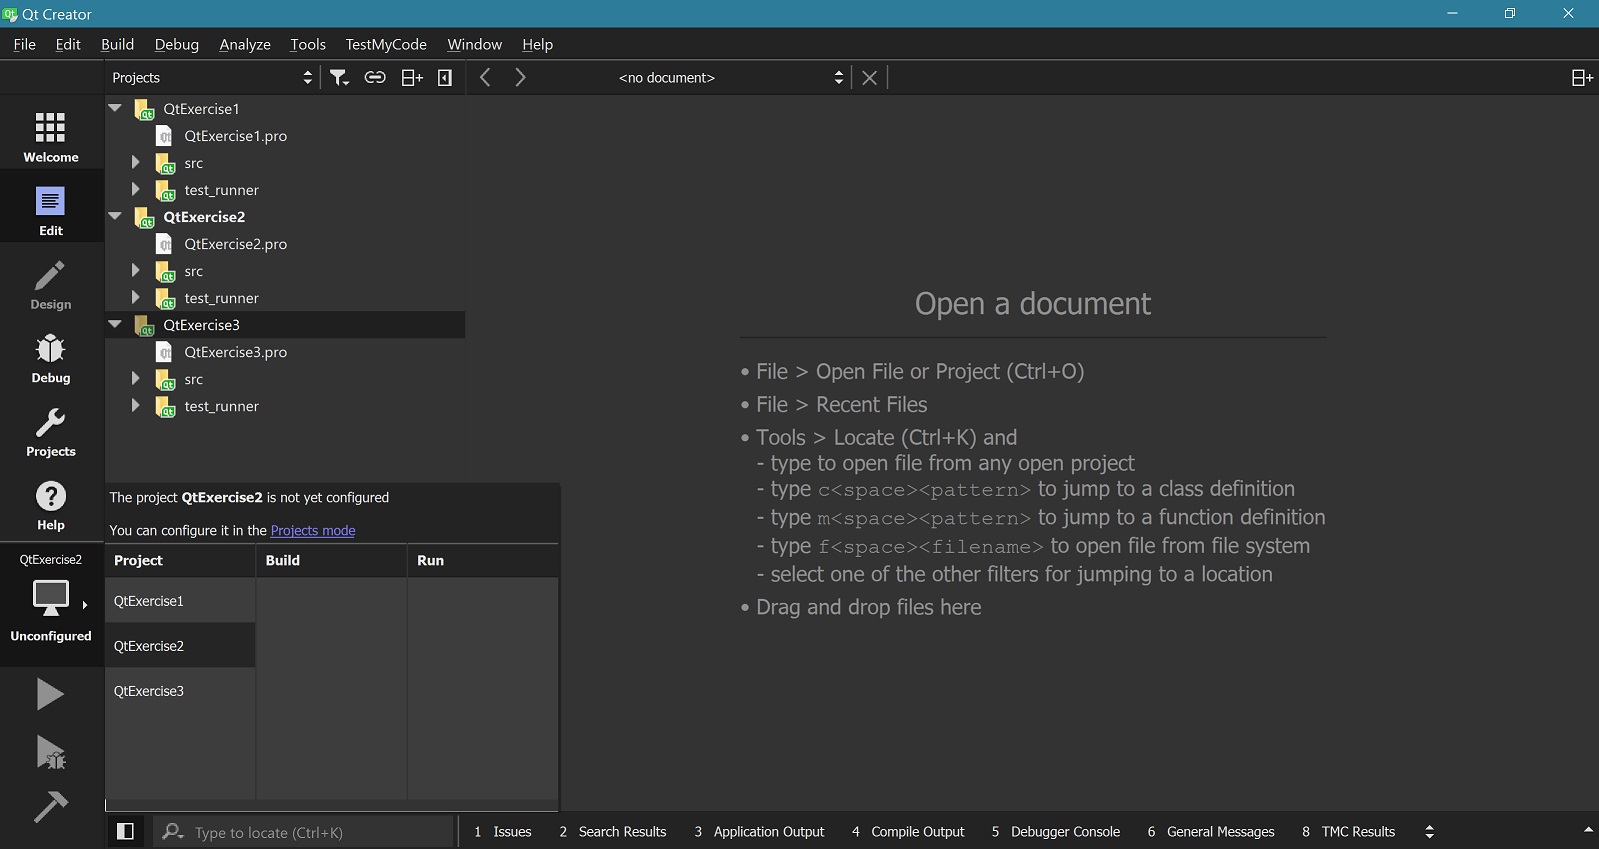 Qt Creator
File Edit Build Debug Analyze Tools TestMyCode Window Help
Projects
<no document>
Welcome
Edit
Design
Debug
Projects
Help
QtExercise2
Unconfigured
QtExercise1
QtExercise1.pro
src
test_runner
QtExercise2
QtExercise2.pro
src
test_runner
QtExercise3
QtExercise3.pro
src
test_runner
The project QtExercise2 is not yet configured
You can configure it in the Projects mode
Project Build Run
QtExercise1
QtExercise2
QtExercise3
Open a document
• File > Open File or Project (Ctrl+O)
• File > Recent Files
• Tools > Locate (Ctrl+K) and
- type to open file from any open project
- type c<space><pattern> to jump to a class definition
- type m<space><pattern> to jump to a function definition
- type f<space><filename> to open file from file system
- select one of the other filters for jumping to a location
• Drag and drop files here
Type to locate (Ctrl+K) 1 Issues 2 Search Results 3 Application Output 4 Compile Output 5 Debugger Console 6 General Messages 8 TMC Results